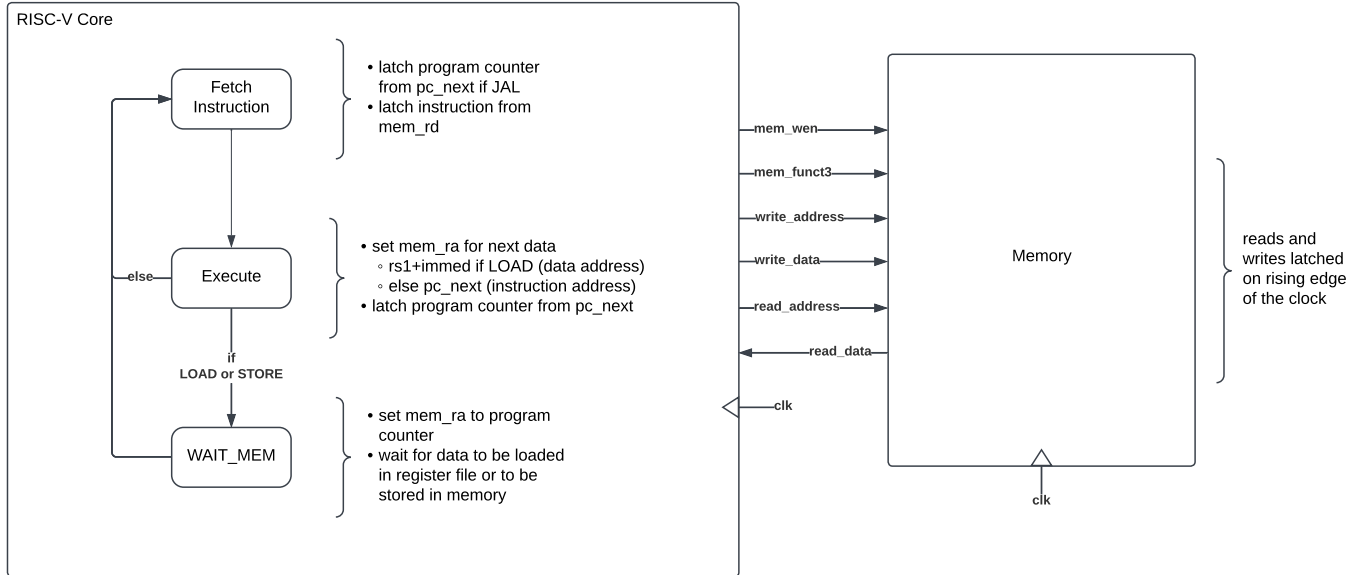 RISC-V Core
Fetch
Instruction
• latch program counter
from pc_next if JAL
• latch instruction from
mem_rd
else
Execute
• set mem_ra for next data
◦ rs1+immed if LOAD (data address)
◦ else pc_next (instruction address)
• latch program counter from pc_next
if
LOAD or STORE
WAIT_MEM
• set mem_ra to program
counter
• wait for data to be loaded
in register file or to be
stored in memory
mem_wen
mem_funct3
write_address
write_data
read_address
read_data
clk
Memory
clk
reads and
writes latched
on rising edge
of the clock